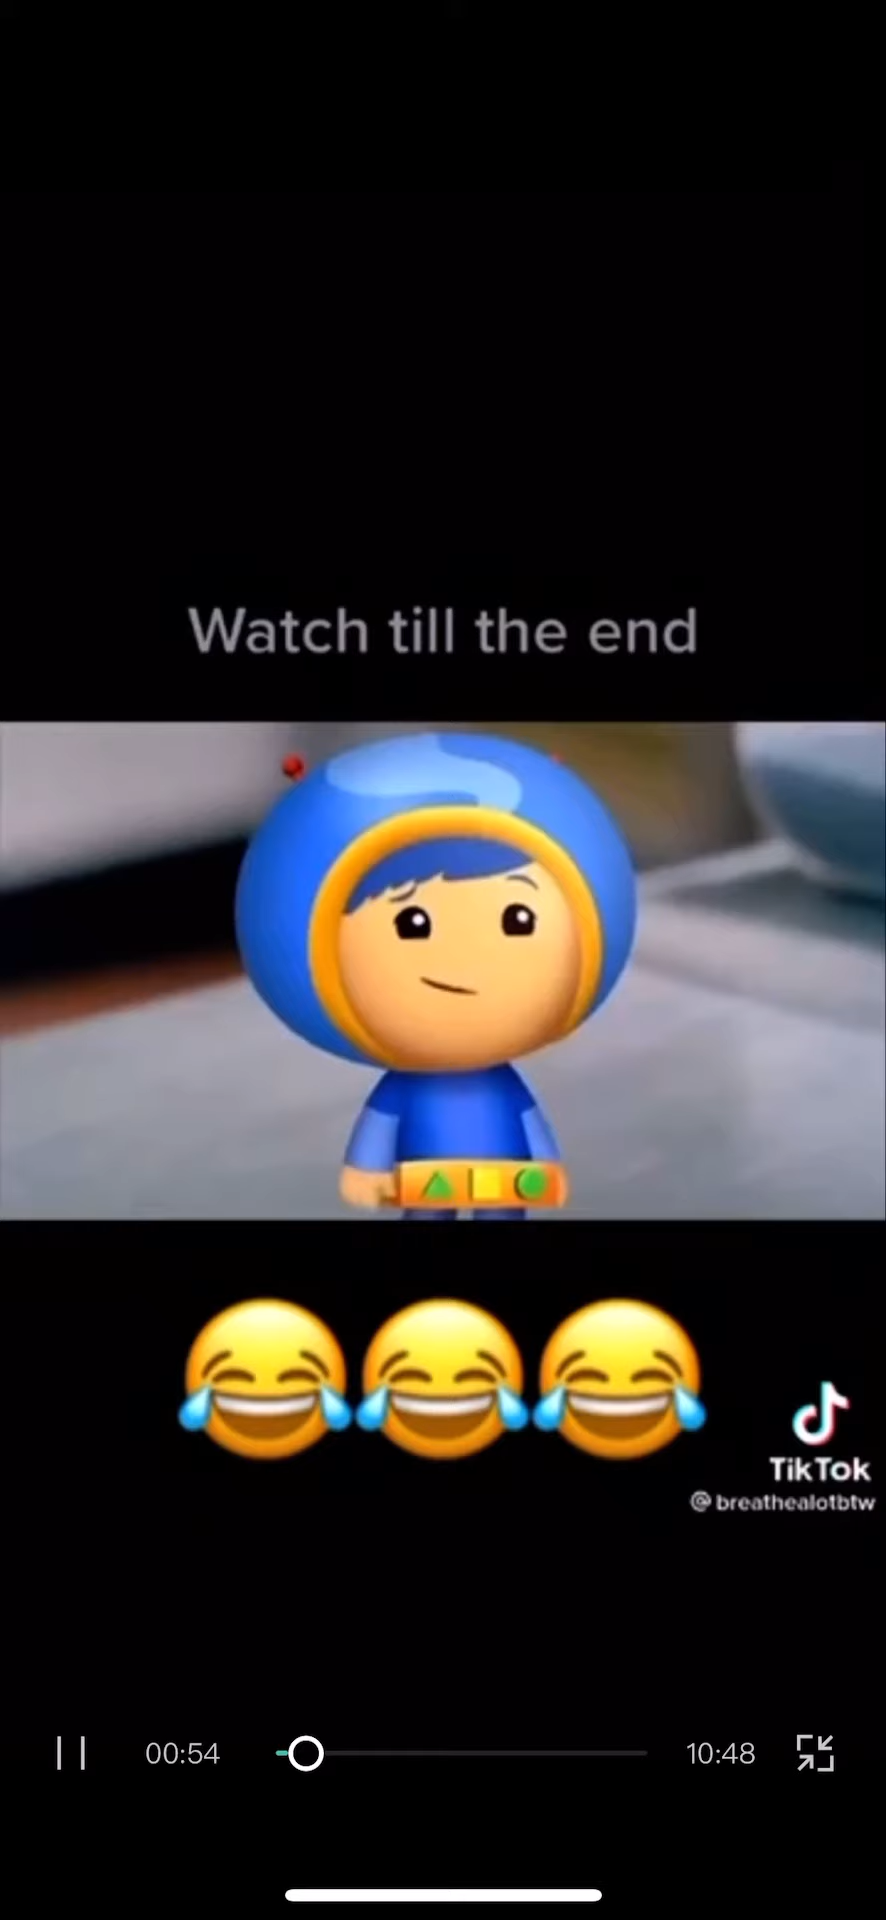 Watch till the end
😂😂😂
TikTok
@breathealotbtw
00:54
10:48